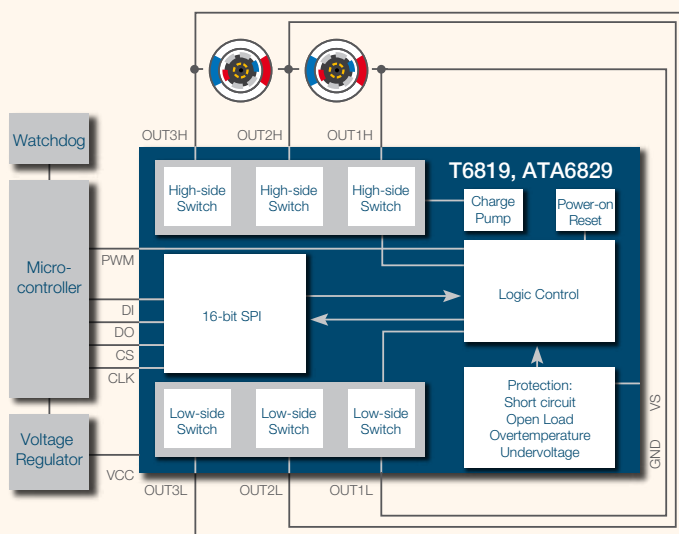 OUT3H
OUT2H
OUT1H
Watchdog
T6819, ATA6829
High-side
Switch
High-side
Switch
High-side
Switch
Charge
Pump
Power-on
Reset
Micro-
controller
PWM
DI
DO
CS
CLK
16-bit SPI
Logic Control
Protection:
Short circuit
Open Load
Overtemperature
Undervoltage
VS
GND
Low-side
Switch
Low-side
Switch
Low-side
Switch
Voltage
Regulator
VCC
OUT3L
OUT2L
OUT1L